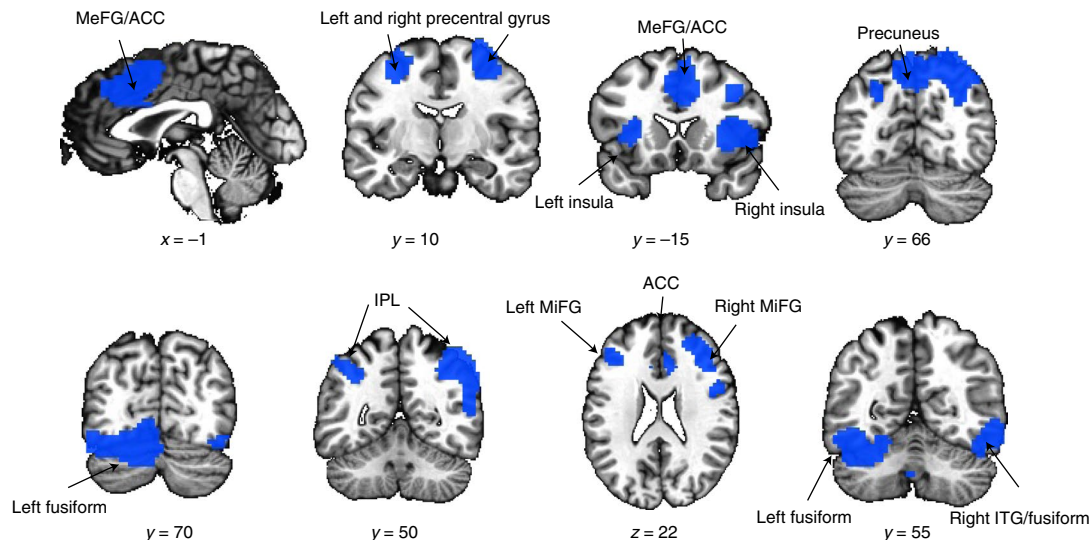 MeFG/ACC
Left and right precentral gyrus
MeFG/ACC
Precuneus
Left insula
Right insula
x = –1
y = 10
y = –15
y = 66
IPL
Left MiFG
ACC
Right MiFG
Left fusiform
Left fusiform
Right ITG/fusiform
y = 70
y = 50
z = 22
y = 55